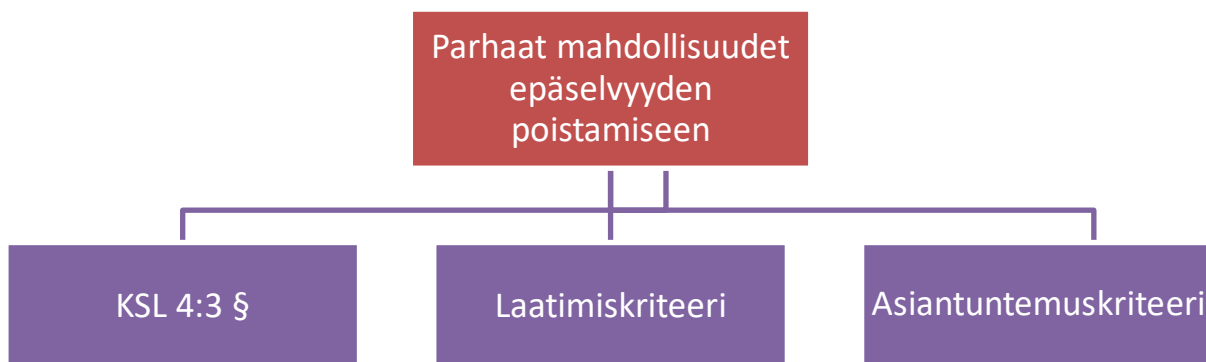 Parhaat mahdollisuudet
epäselvyyden
poistamiseen
KSL 4:3 §
Laatimiskriteeri
Asiantuntemuskriteeri